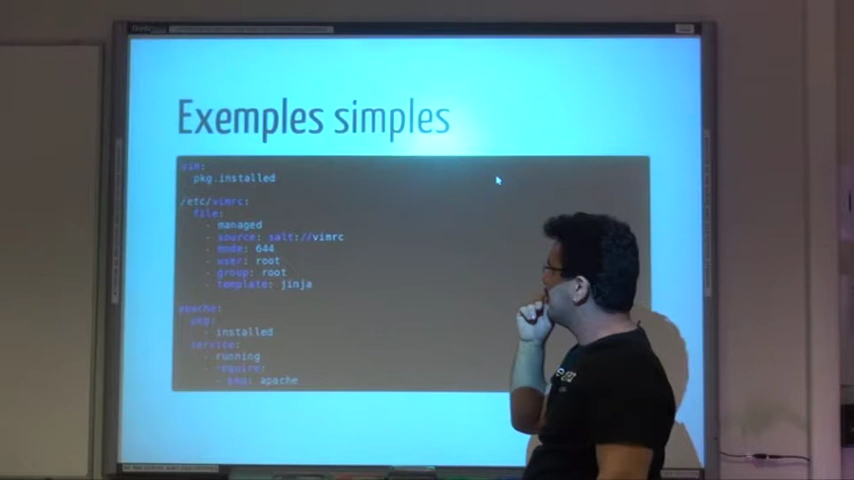 Exemples simples
vim:
pkg.installed
/etc/vimrc:
file:
- managed
- source: salt://vimrc
- mode: 644
- user: root
- group: root
- template: jinja
apache:
pkg:
- installed
service:
- running
- require:
- pkg: apache